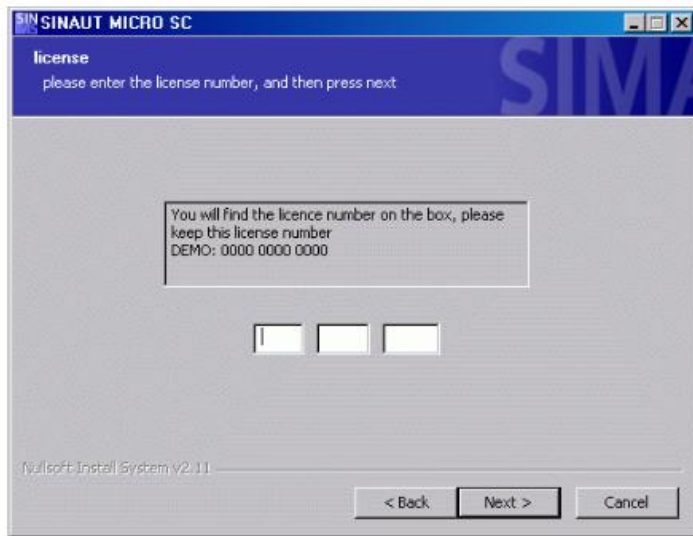 SIN SINAUT MICRO SC
license
please enter the license number, and then press next
SIMA
You will find the licence number on the box, please
keep this license number
DEMO: 0000 0000 0000
Nullsoft Install System v2.11
< Back Next > Cancel